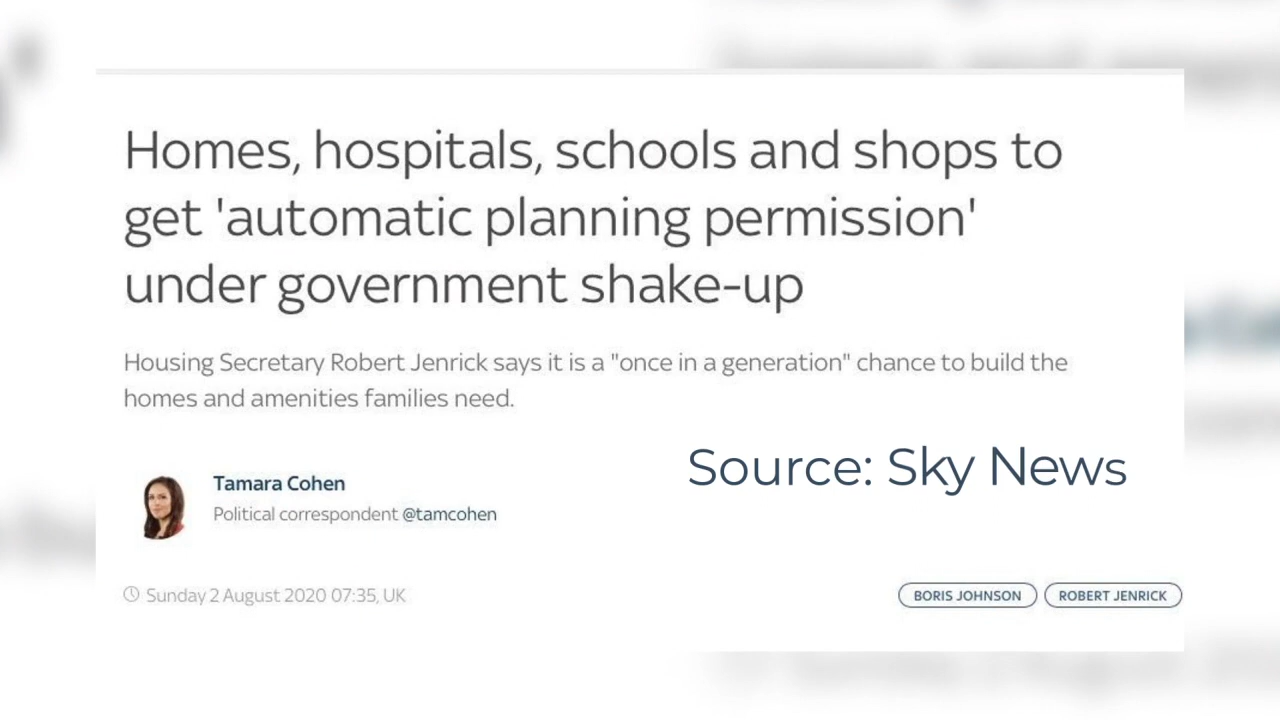 Homes, hospitals, schools and shops to
get 'automatic planning permission'
under government shake-up
Housing Secretary Robert Jenrick says it is a "once in a generation" chance to build the
homes and amenities families need.
Source: Sky News
Tamara Cohen
Political correspondent @tamcohen
Sunday 2 August 2020 07:35, UK
BORIS JOHNSON
ROBERT JENRICK